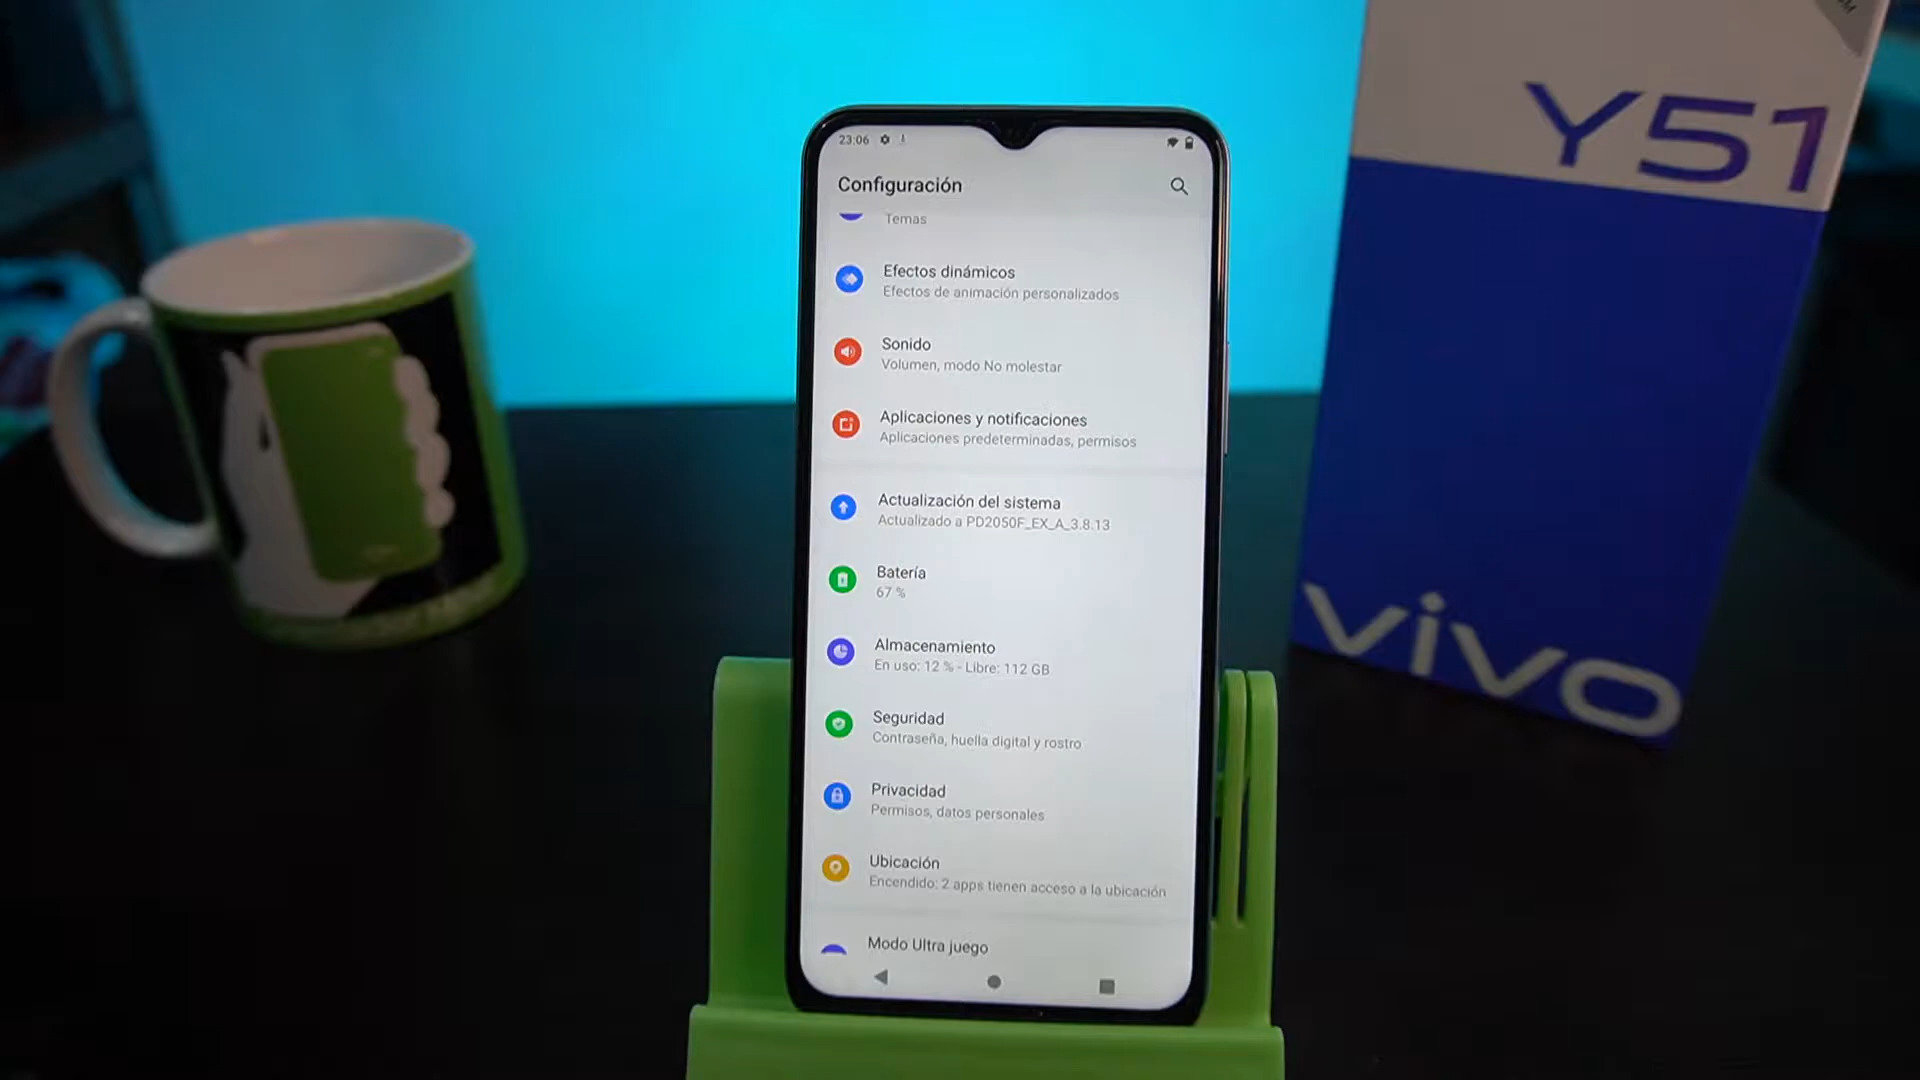 23:06
Configuración
Temas
Efectos dinámicos
Efectos de animación personalizados
Sonido
Volumen, modo No molestar
Aplicaciones y notificaciones
Aplicaciones predeterminadas, permisos
Actualización del sistema
Actualizado a PD2050F_EX_A_3.8.13
Batería
67 %
Almacenamiento
En uso: 12 % - Libre: 112 GB
Seguridad
Contraseña, huella digital y rostro
Privacidad
Permisos, datos personales
Ubicación
Encendido: 2 apps tienen acceso a la ubicación
Modo Ultra juego
Y51
vivo